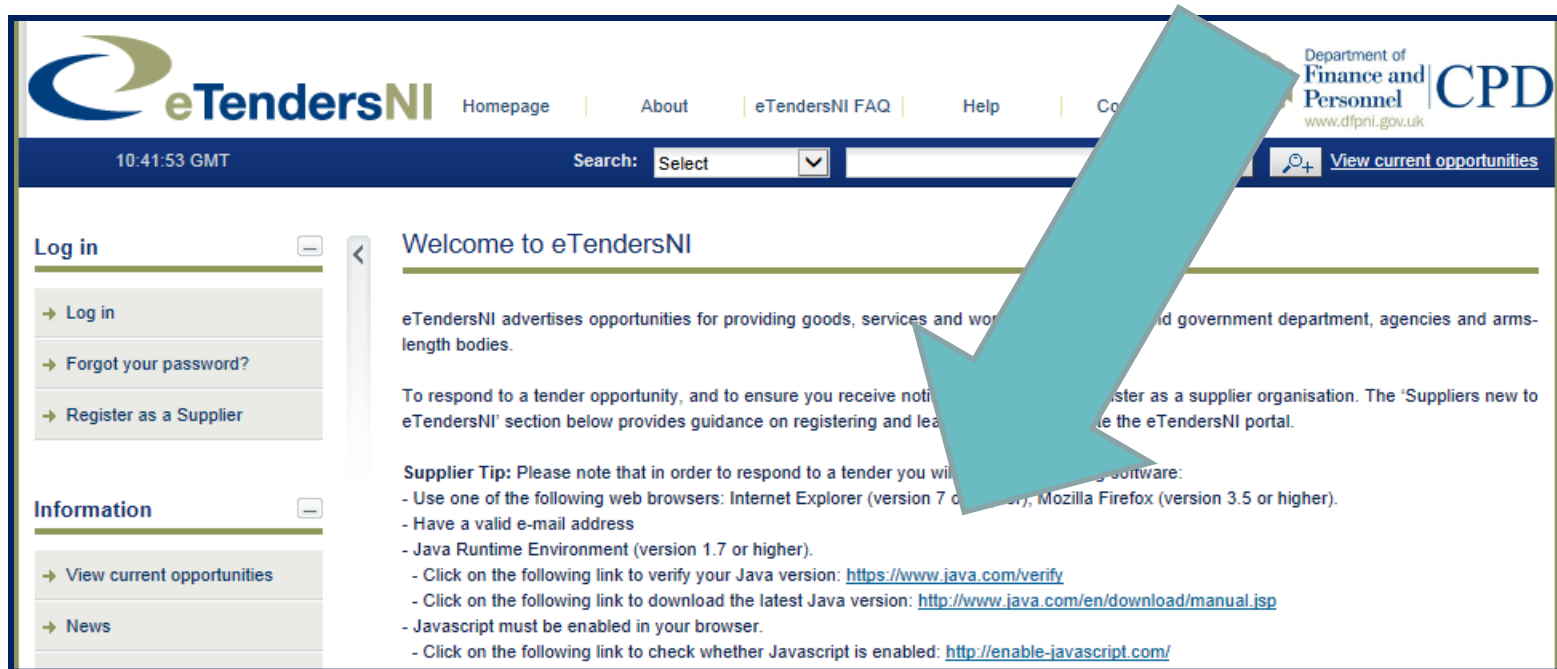 eTendersNI
Homepage
About
eTendersNI FAQ
Help
Department of
Finance and
Personnel
www.dfpni.gov.uk
CPD
10:41:53 GMT
Search:
Select
View current opportunities
Log in
Log in
Forgot your password?
Register as a Supplier
Information
View current opportunities
News
Welcome to eTendersNI
eTendersNI advertises opportunities for providing goods, services and government department, agencies and arms-
length bodies.
To respond to a tender opportunity, and to ensure you receive as a supplier organisation. The ‘Suppliers new to
eTendersNI’ section below provides guidance on registering and the eTendersNI portal.
Supplier Tip: Please note that in order to respond to a tender you software:
- Use one of the following web browsers: Internet Explorer (version 7 Mozilla Firefox (version 3.5 or higher).
- Have a valid e-mail address
- Java Runtime Environment (version 1.7 or higher).
- Click on the following link to verify your Java version: https://www.java.com/verify
- Click on the following link to download the latest Java version: http://www.java.com/en/download/manual.jsp
- Javascript must be enabled in your browser.
- Click on the following link to check whether Javascript is enabled: http://enable-javascript.com/